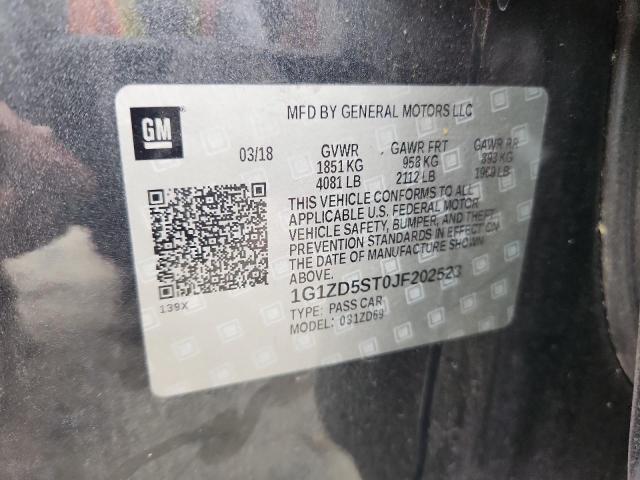 GM
MFD BY GENERAL MOTORS LLC
03/18
GVWR GAWR FRT GAWR RR
1851 KG 958 KG 893 KG
4081 LB 2112 LB 1969 LB
THIS VEHICLE CONFORMS TO ALL
APPLICABLE U.S. FEDERAL MOTOR
VEHICLE SAFETY, BUMPER, AND THEFT
PREVENTION STANDARDS IN EFFECT ON
THE DATE OF MANUFACTURE SHOWN
ABOVE.
1G1ZD5ST0JF202523
TYPE: PASS CAR
MODEL: 031ZD69
139X